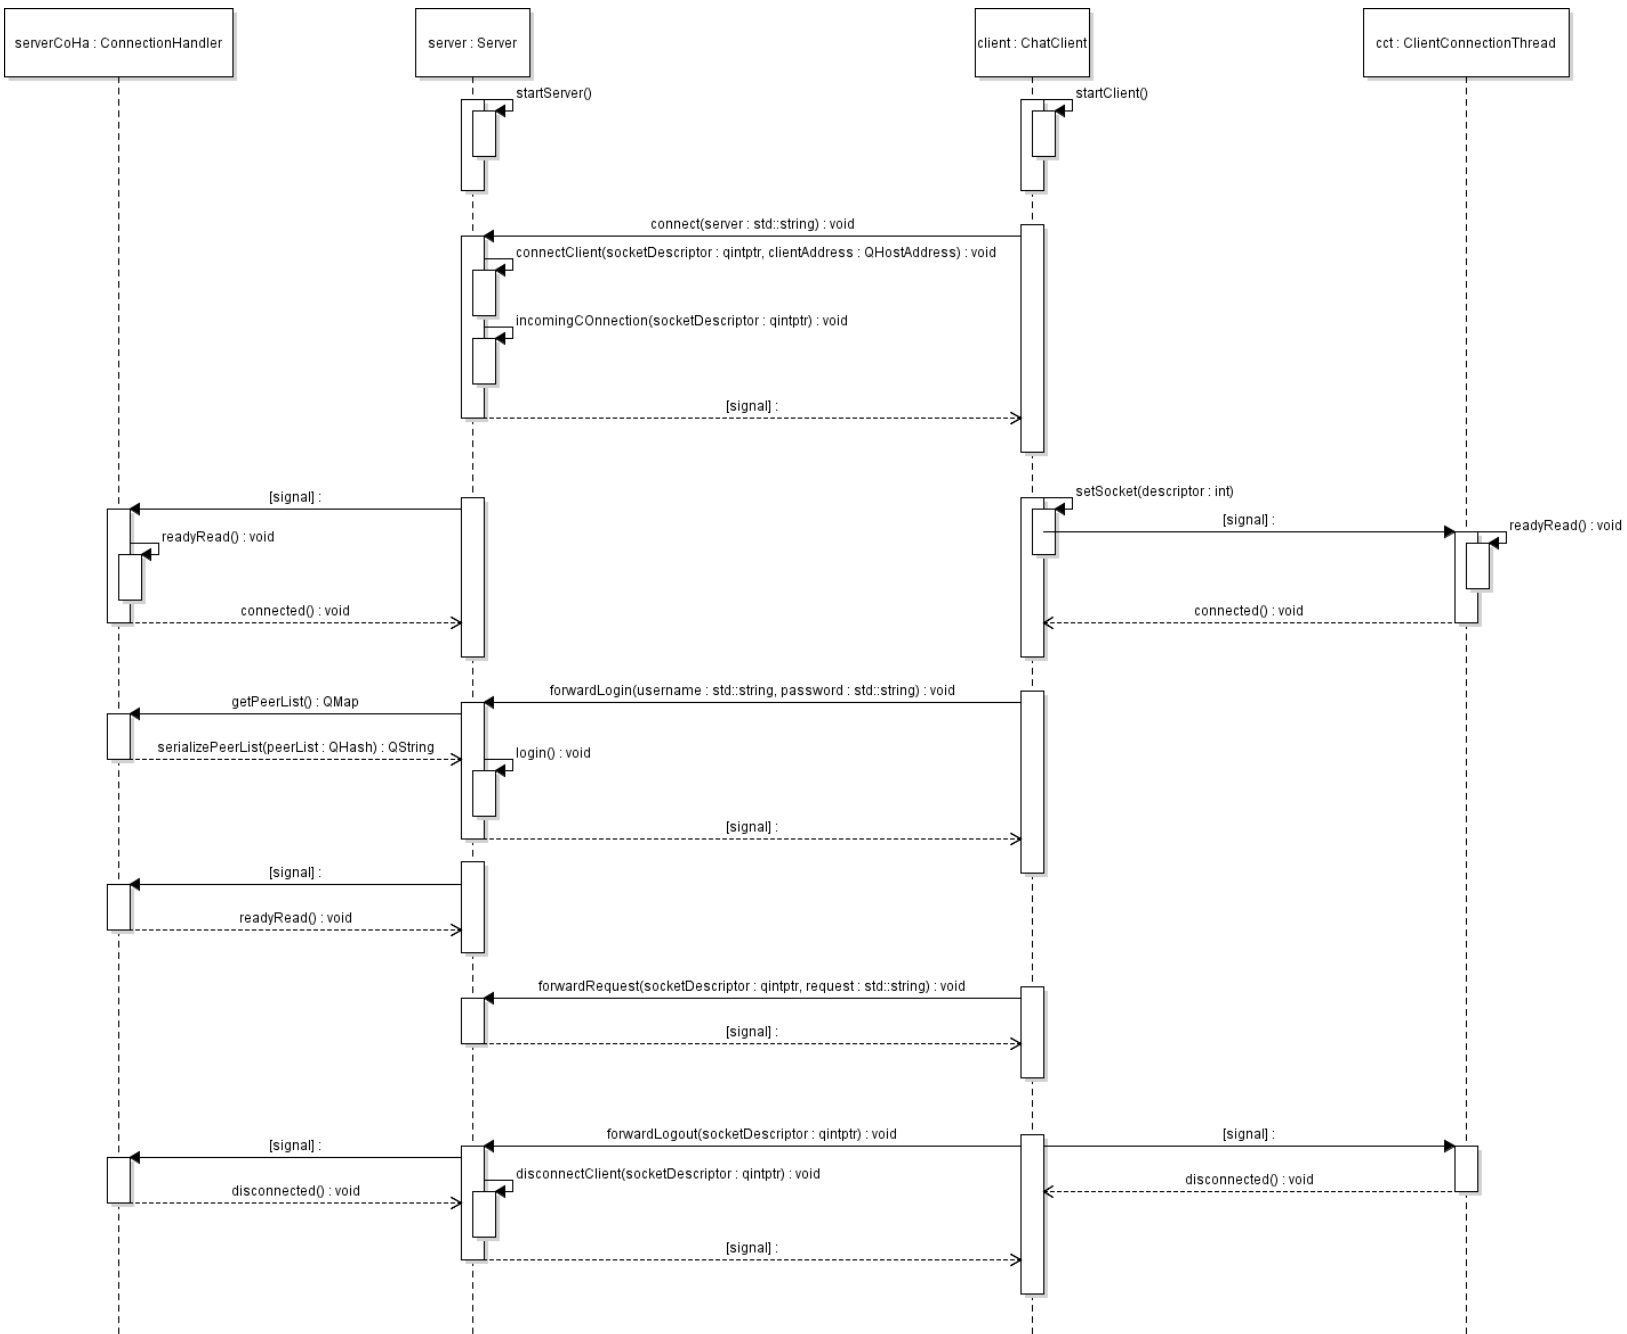 serverCoHa : ConnectionHandler
server : Server
client : ChatClient
cct : ClientConnectionThread
startServer()
startClient()
connect(server : std::string) : void
connectClient(socketDescriptor : qintptr, clientAddress : QHostAddress) : void
incomingCOnnection(socketDescriptor : qintptr) : void
[signal] :
[signal] :
setSocket(descriptor : int)
[signal] :
readyRead() : void
readyRead() : void
connected() : void
connected() : void
forwardLogin(username : std::string, password : std::string) : void
getPeerList() : QMap
serializePeerList(peerList : QHash) : QString
login() : void
[signal] :
[signal] :
readyRead() : void
forwardRequest(socketDescriptor : qintptr, request : std::string) : void
[signal] :
[signal] :
forwardLogout(socketDescriptor : qintptr) : void
[signal] :
disconnectClient(socketDescriptor : qintptr) : void
disconnected() : void
disconnected() : void
[signal] :